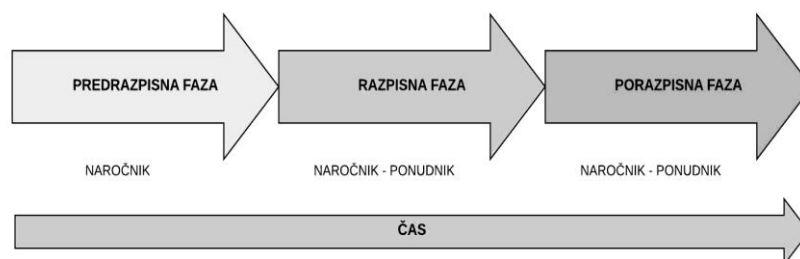 PREDRAZPISNA FAZA RAZPISNA FAZA PORAZPISNA FAZA
NAROČNIK NAROČNIK - PONUDNIK NAROČNIK - PONUDNIK
ČAS